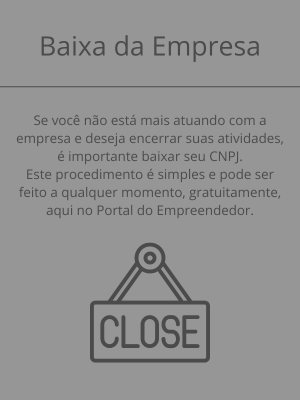 Baixa da Empresa
Se você não está mais atuando com a
empresa e deseja encerrar suas atividades,
é importante baixar seu CNPJ.
Este procedimento é simples e pode ser
feito a qualquer momento, gratuitamente,
aqui no Portal do Empreendedor.
CLOSE